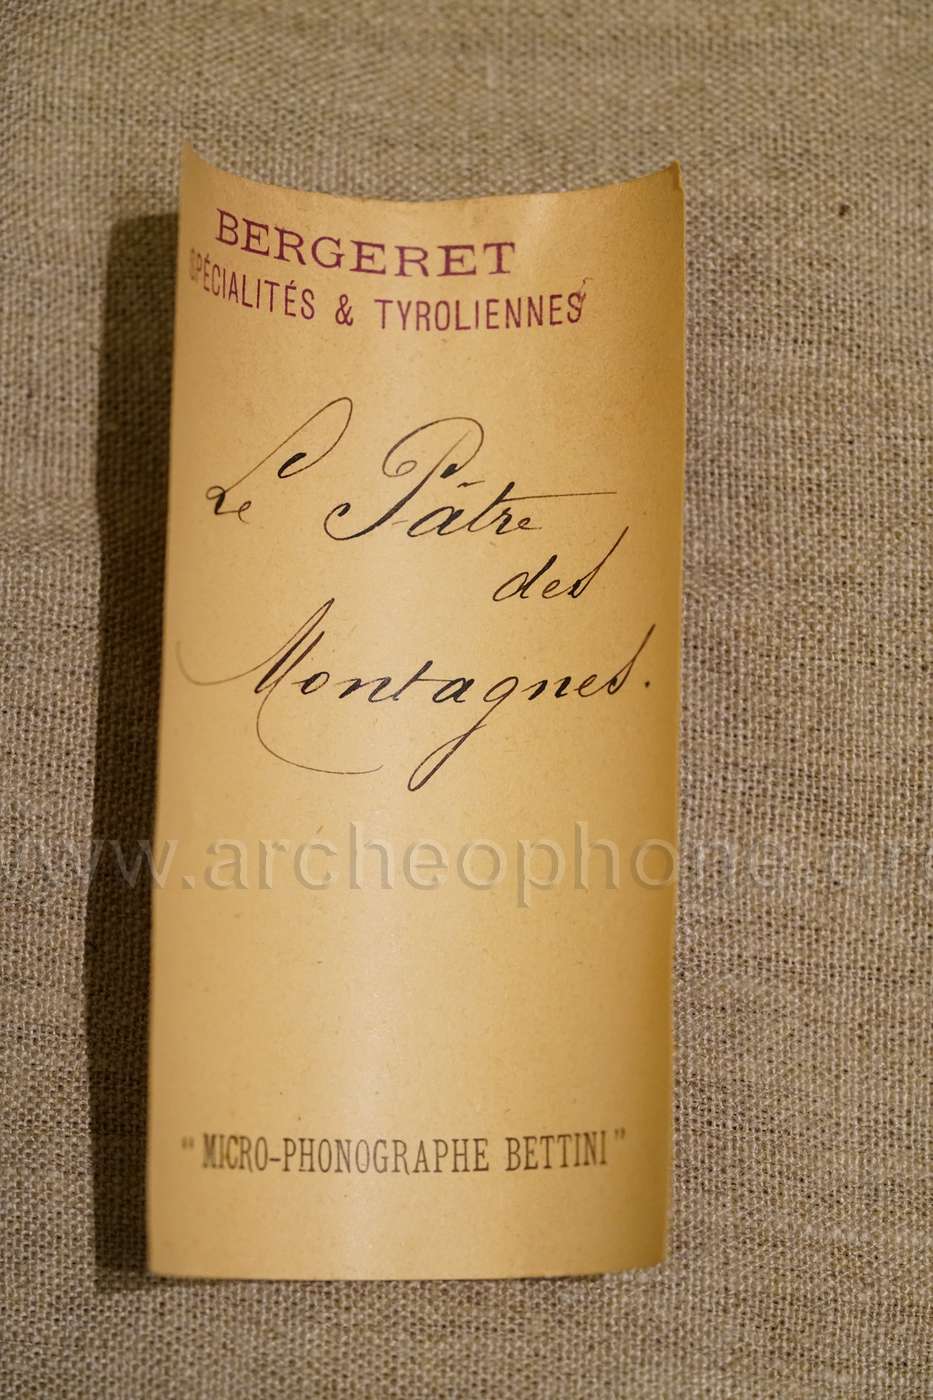 BERGERET
SPÉCIALITÉS & TYROLIENNES
Le Pâtre
des
Montagnes.
www.archeophone.org
"MICRO-PHONOGRAPHE BETTINI"